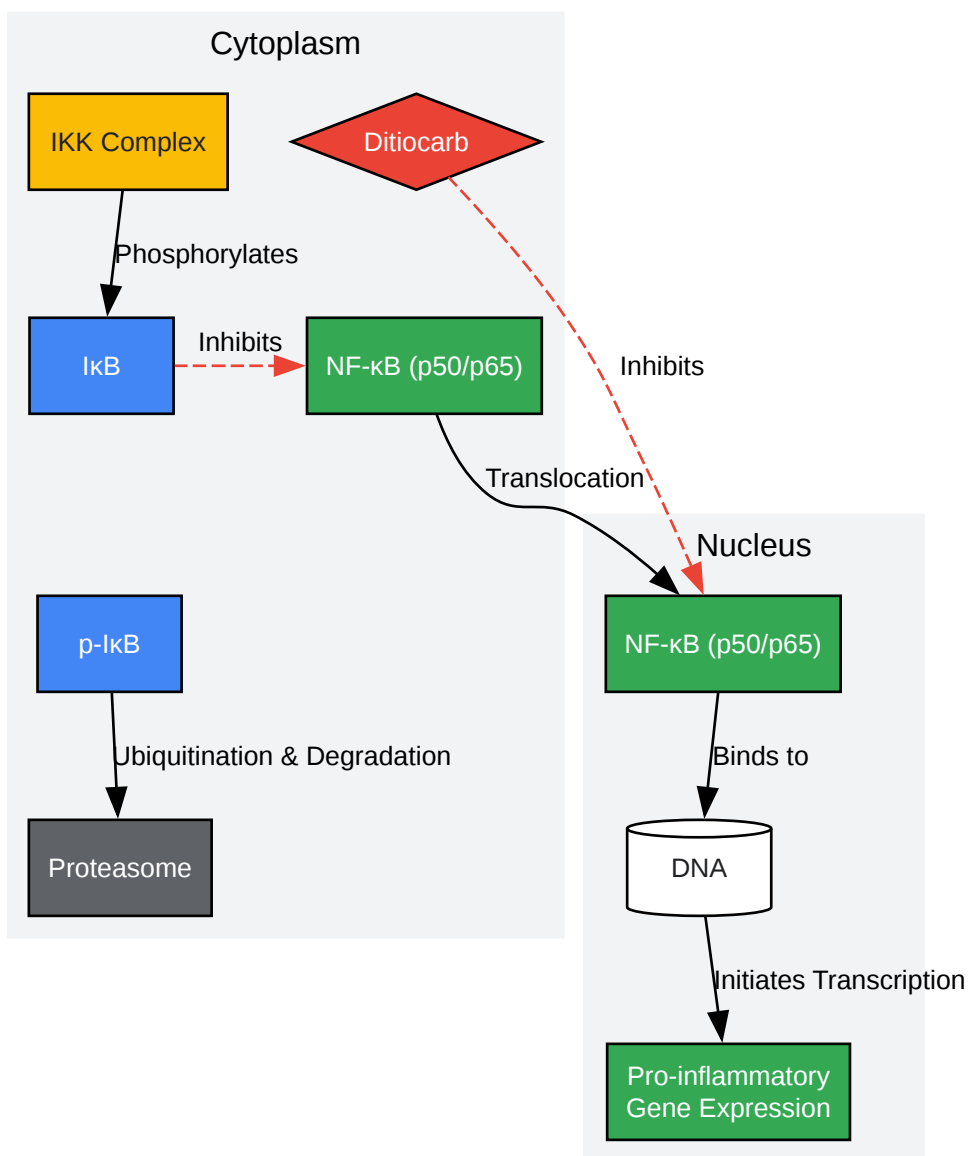 Cytoplasm
IKK Complex
Ditiocarb
Phosphorylates
IκB
Inhibits
NF-κB (p50/p65)
Inhibits
Translocation
Nucleus
p-IκB
NF-κB (p50/p65)
Ubiquitination & Degradation
Binds to
Proteasome
DNA
Initiates Transcription
Pro-inflammatory
Gene Expression